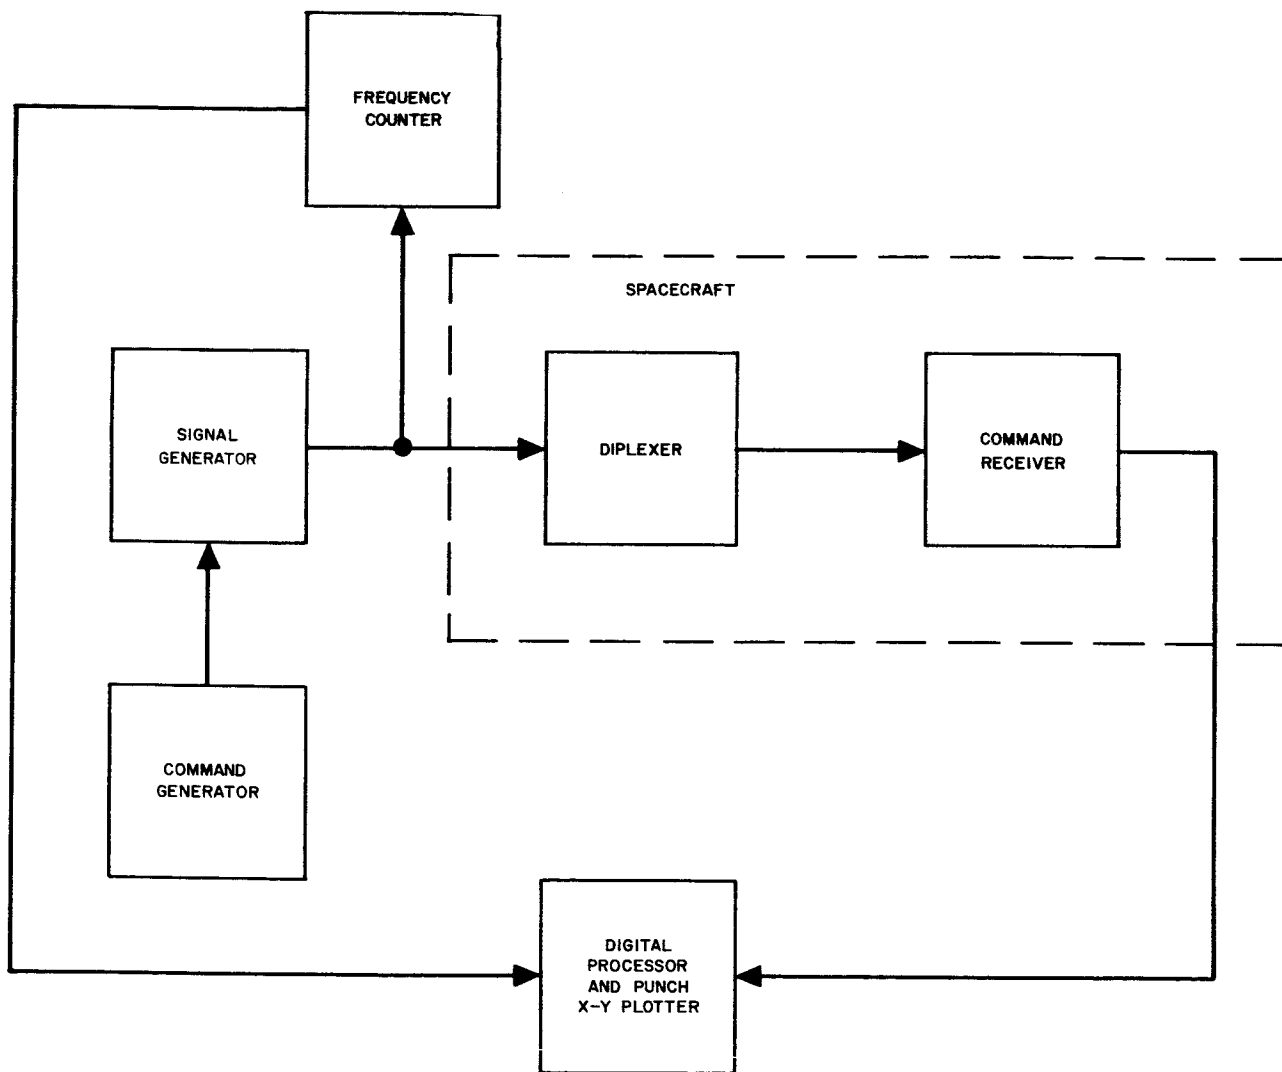 FREQUENCY
COUNTER
SPACECRAFT
SIGNAL
GENERATOR
DIPLEXER
COMMAND
RECEIVER
COMMAND
GENERATOR
DIGITAL
PROCESSOR
AND PUNCH
X-Y PLOTTER